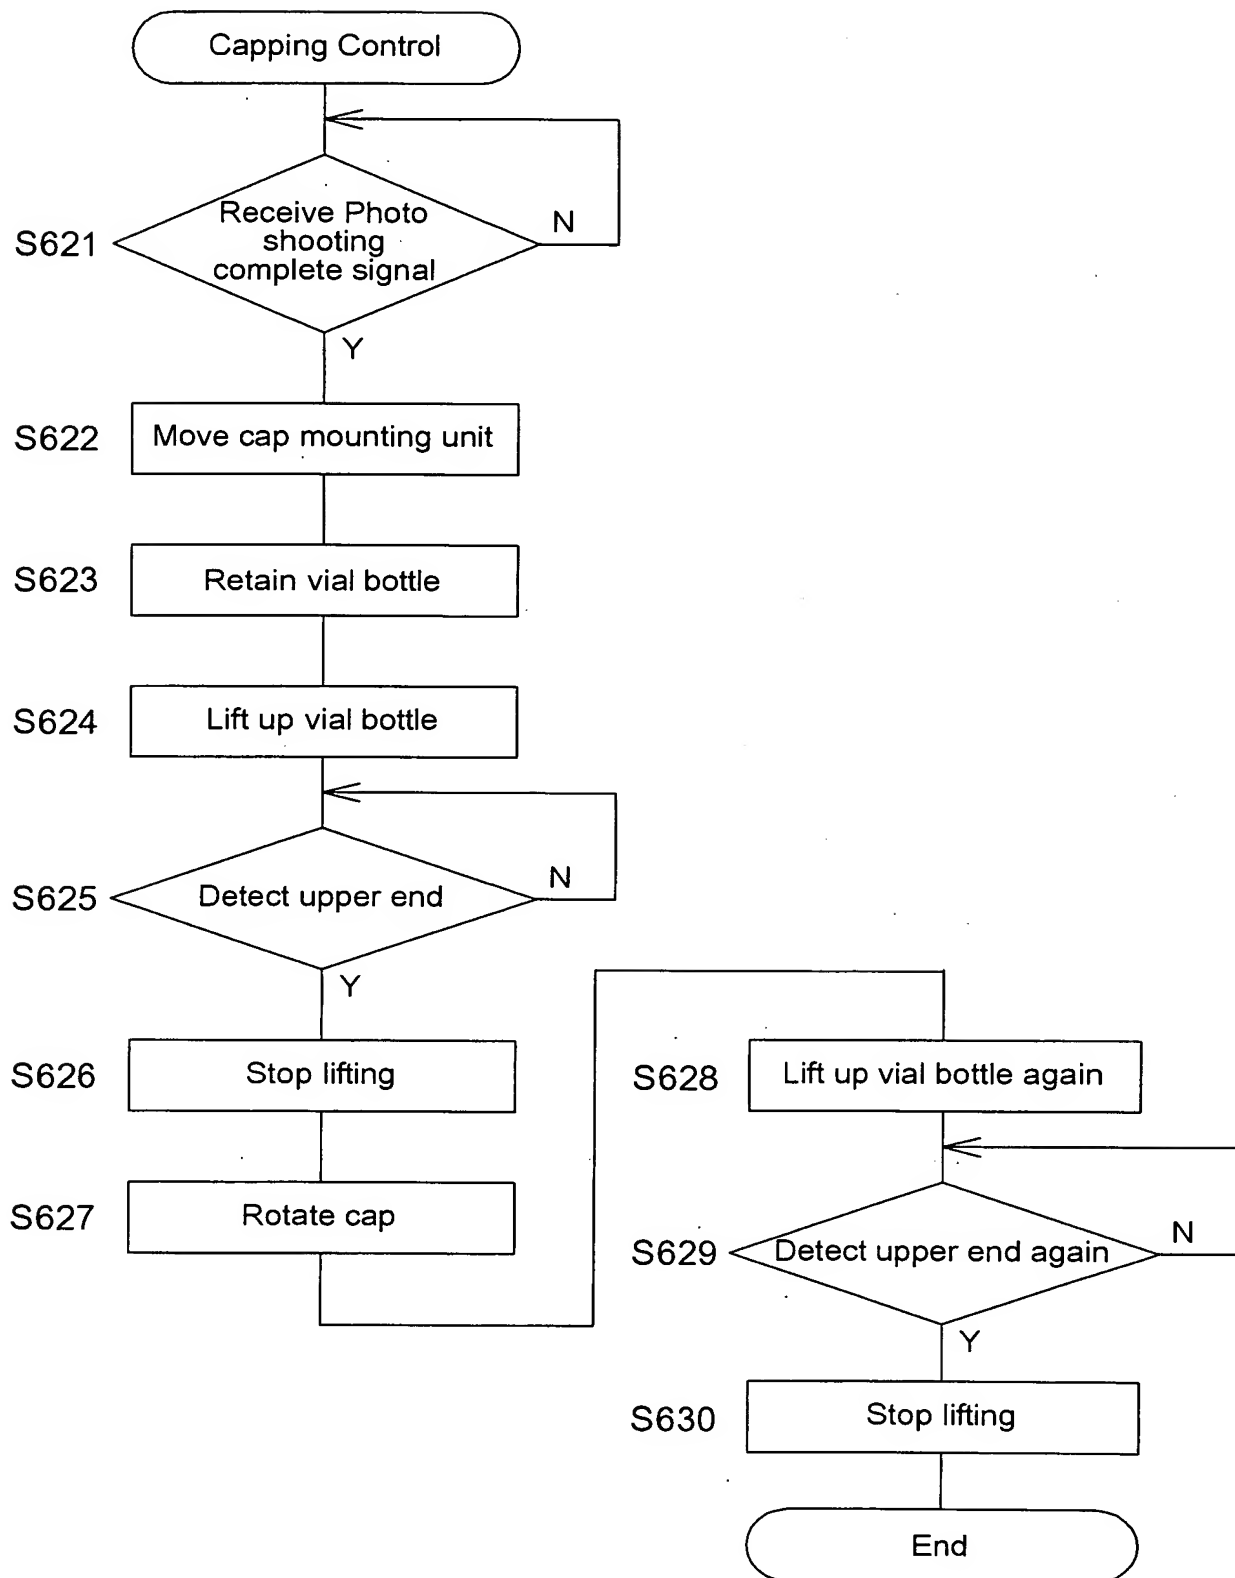 Capping Control
S621
Receive Photo
shooting
complete signal
N
Y
S622
Move cap mounting unit
S623
Retain vial bottle
S624
Lift up vial bottle
S625
Detect upper end
N
Y
S626
Stop lifting
S627
Rotate cap
S628
Lift up vial bottle again
S629
Detect upper end again
N
Y
S630
Stop lifting
End